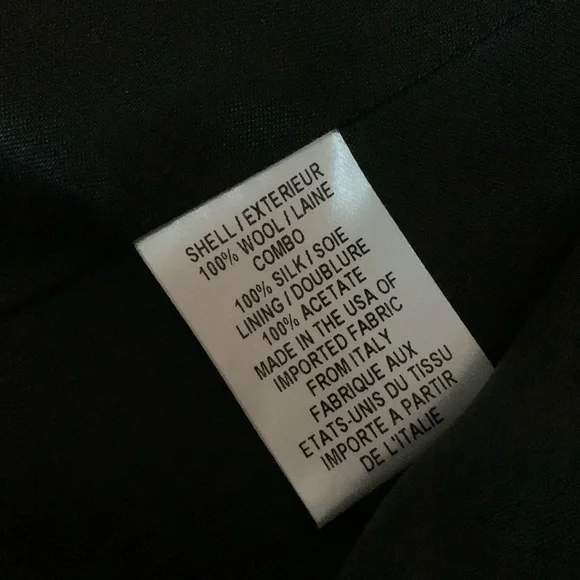 SHELL / EXTERIEUR
100% WOOL / LAINE
COMBO
100% SILK / SOIE
LINING / DOUBLURE
100% ACETATE
MADE IN THE USA OF
IMPORTED FABRIC
FROM ITALY
FABRIQUE AUX
ETATS-UNIS DU TISSU
IMPORTE A PARTIR
DE L'ITALIE